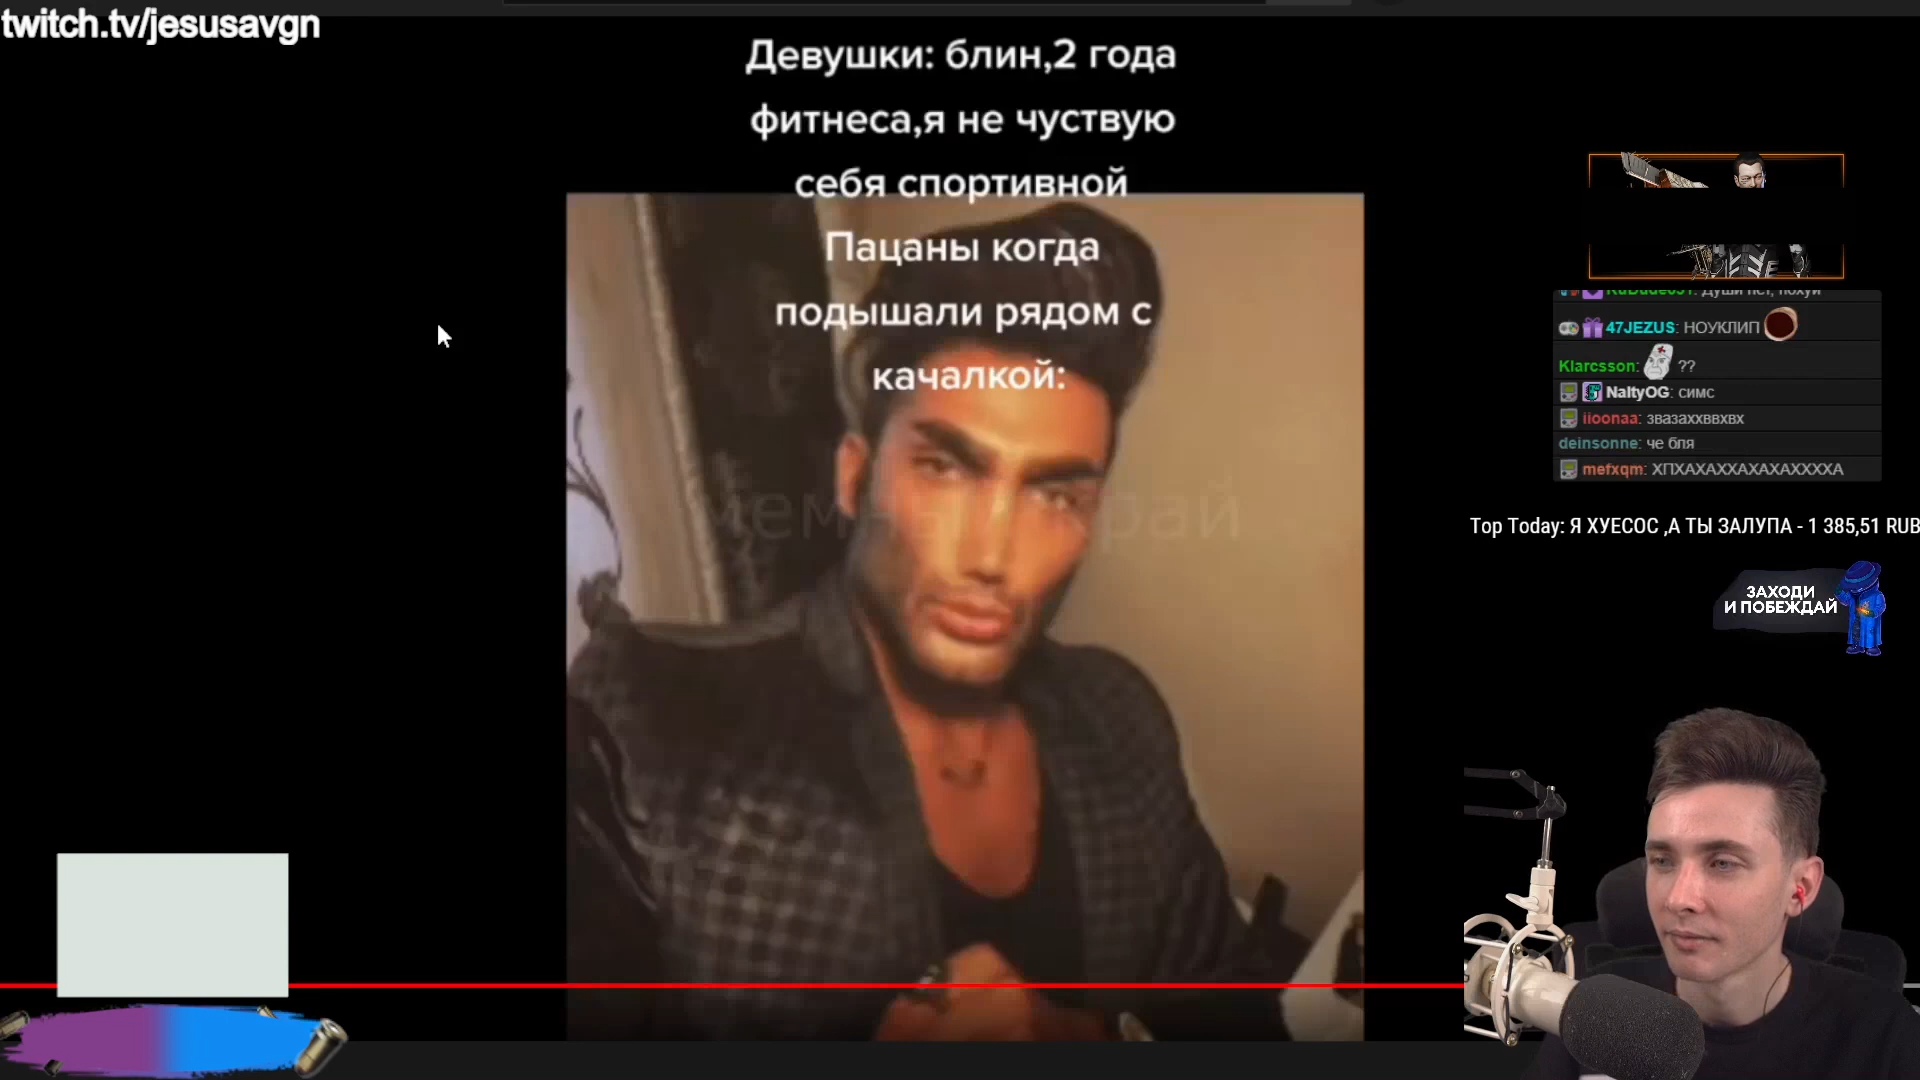 twitch.tv/jesusavgn
Девушки: блин,2 года
фитнеса,я не чуствую
себя спортивной
Пацаны когда
подышали рядом с
качалкой:
47JEZUS: НОУКЛИП
Klarcsson: ??
NaltyOG: симс
iioonaa: звазаххввхвх
deinsonne: че бля
mefxqm: ХПХАХАХХАХАХАХХХХА
Top Today: Я ХУЕСОС ,А ТЫ ЗАЛУПА - 1 385,51 RUB
ЗАХОДИ
И ПОБЕЖДАЙ